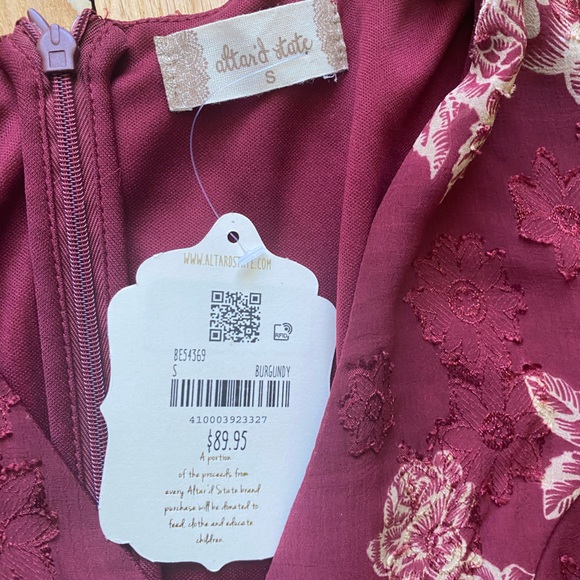 altar'd state
S
WWW.ALTARDSTATE.COM
RFID
BE54369
S BURGUNDY
410003923327
$89.95
A portion
of the proceeds from
every Altar'd State brand
purchase will be donated to
feed, clothe and educate
children.